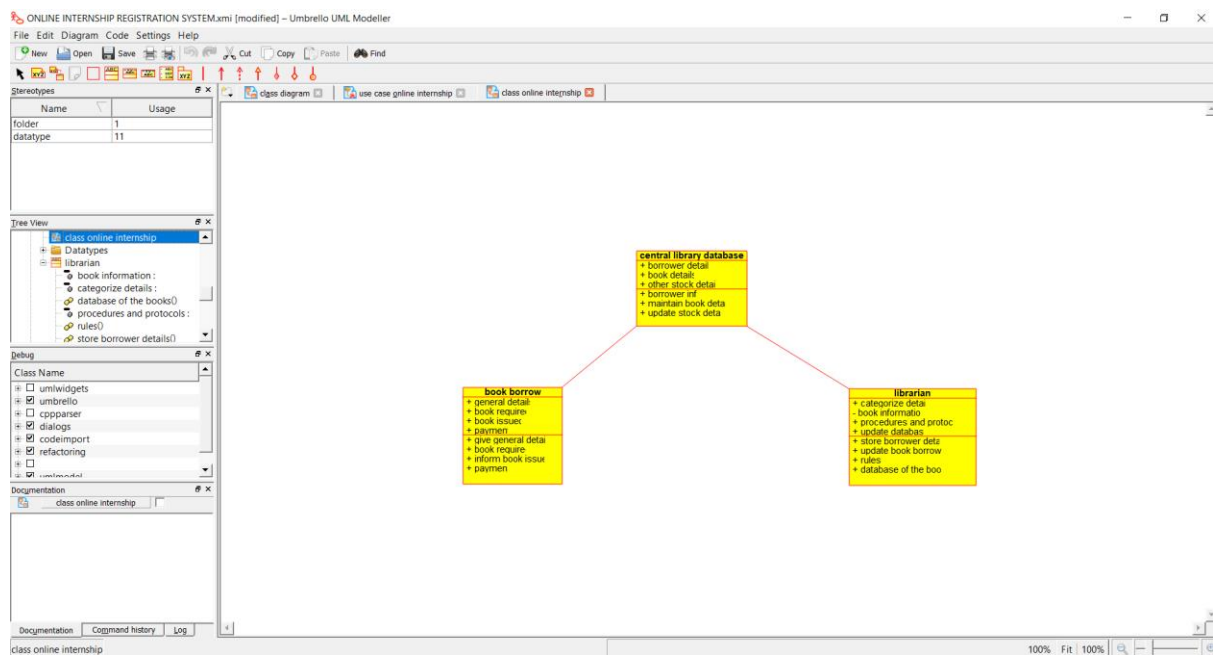 ONLINE INTERNSHIP REGISTRATION SYSTEM.xmi [modified] – Umbrello UML Modeller
File Edit Diagram Code Settings Help
New Open Save Cut Copy Paste Find
Stereotypes
class diagram use case online internship class online internship
Name Usage
folder 1
datatype 11
Tree View
class online internship
Datatypes
librarian
book information :
categorize details :
database of the books()
procedures and protocols :
rules()
store borrower details()
Debug
Class Name
umlwidgets
umbrello
cppparser
dialogs
codeimport
refactoring
umlmodel
Documentation
class online internship
Documentation Command history Log
class online internship
central library database
+ borrower detail
+ book details
+ other stock detai
+ borrower inf
+ maintain book deta
+ update stock deta
book borrow
+ general details
+ book require
+ book issued
+ paymen
+ give general detai
+ book require
+ inform book issue
+ paymen
librarian
+ categorize detai
- book informatio
+ procedures and protoc
+ update databas
+ store borrower deta
+ update book borrow
+ rules
+ database of the boo
100% Fit 100%